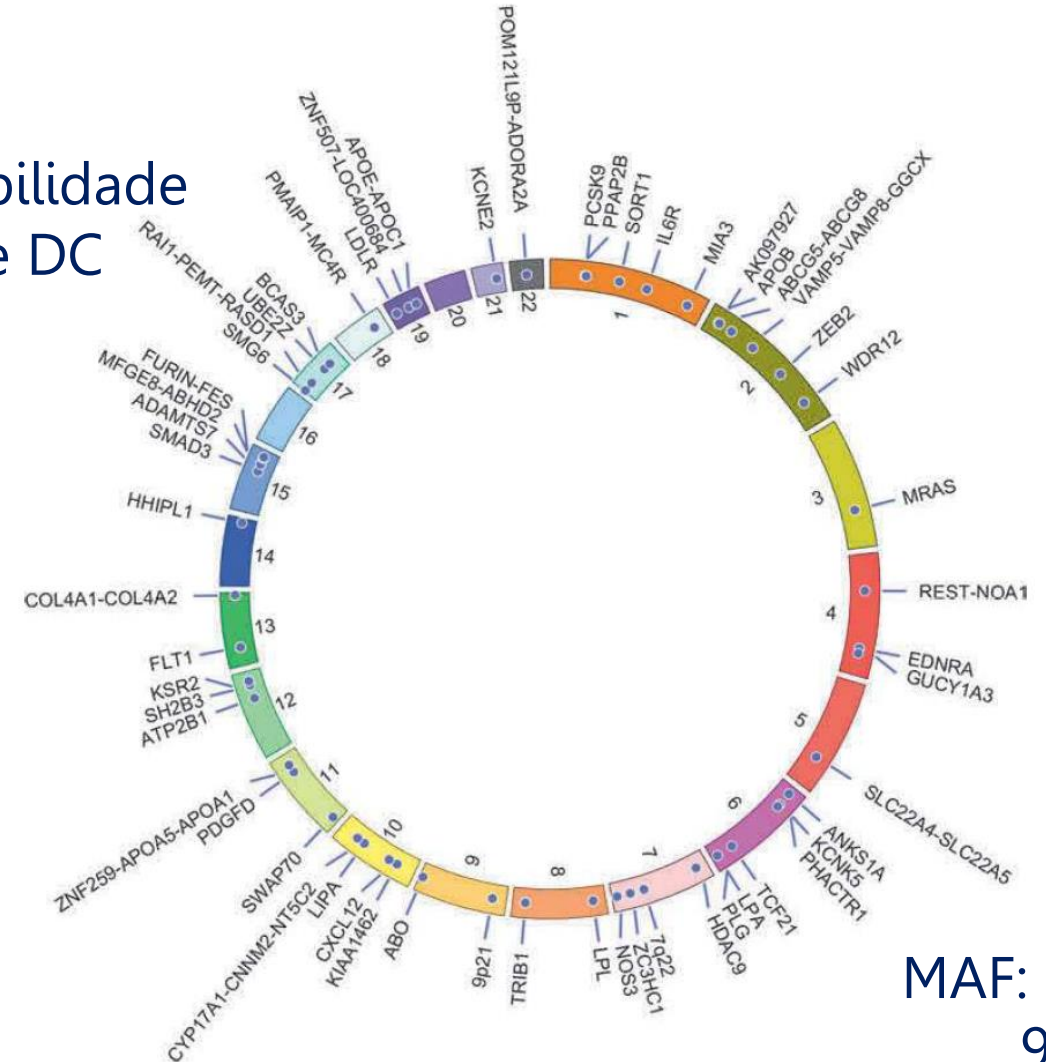 bilidade
e DC
POM121L9P-ADORA2A
KCNE2
PCSK9
PPAP2B
SORT1
IL6R
MIA3
AK097927
APOB
ABCG5-ABCG8
VAMP5-VAMP8-GGCX
ZEB2
WDR12
MRAS
REST-NOA1
EDNRA
GUCY1A3
SLC22A4-SLC22A5
ANKS1A
KCNK5
PHACTR1
TCF21
LPA
PLG
HDAC9
7q22
ZC3HC1
NOS3
LPL
TRIB1
9p21
ABO
KIAA1462
CXCL12
LIPA
CYP17A1-CNNM2-NT5C2
SWAP70
PDGFD
ZNF259-APOA5-APOA1
ATP2B1
SH2B3
KSR2
FLT1
COL4A1-COL4A2
HHIPL1
SMAD3
ADAMTS7
MFGE8-ABHD2
FURIN-FES
SMG6
RAI1-PEMT-RASD1
UBE2Z
BCAS3
PMAIP1-MC4R
LDLR
ZNF507-LOC400684
APOE-APOC1
1
2
3
4
5
6
7
8
9
10
11
12
13
14
15
16
17
18
19
20
21
22
MAF: